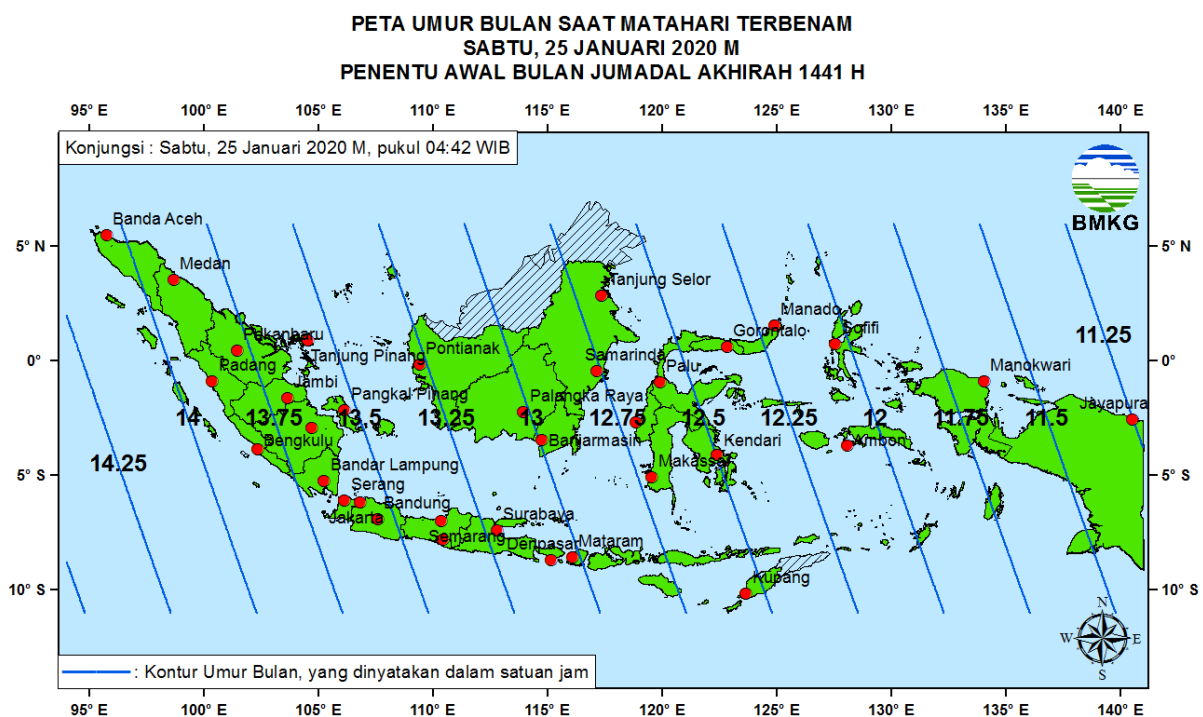 PETA UMUR BULAN SAAT MATAHARI TERBENAM
SABTU, 25 JANUARI 2020 M
PENENTU AWAL BULAN JUMADAL AKHIRAH 1441 H
95° E 100° E 105° E 110° E 115° E 120° E 125° E 130° E 135° E 140° E
Konjungsi : Sabtu, 25 Januari 2020 M, pukul 04:42 WIB
BMKG
Banda Aceh
5° N 5° N
Medan
Tanjung Selor
Manado
Pekanbaru
Gorontalo
Sofifi
11.25
Tanjung Pinang
Pontianak
Samarinda
0° 0°
Padang
Palu
Manokwari
Jambi
Pangkal Pinang
Palangka Raya
Jayapura
14 13.75 13.5 13.25 13 12.75 12.5 12.25 12 11.75 11.5
Bengkulu
Banjarmasin
Kendari
Ambon
14.25
Bandar Lampung
Makassar
5° S 5° S
Serang
Bandung
Jakarta
Surabaya
Semarang
Denpasar
Mataram
Kupang
10° S 10° S
N
W E
S
: Kontur Umur Bulan, yang dinyatakan dalam satuan jam
95° E 100° E 105° E 110° E 115° E 120° E 125° E 130° E 135° E 140° E